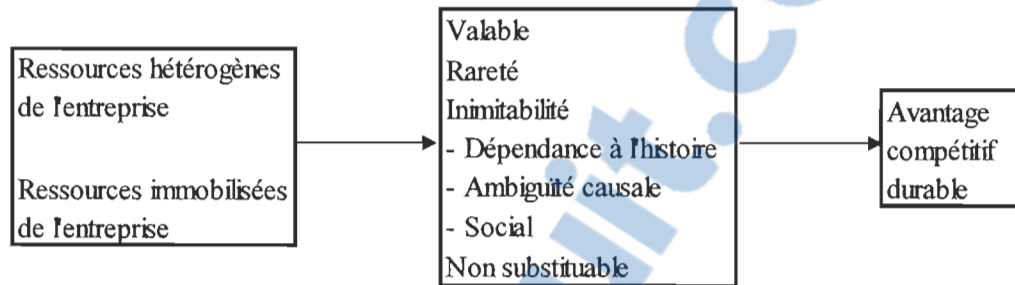 Ressources hétérogènes
de l'entreprise
Ressources immobilisées
de l'entreprise
Valable
Rareté
Inimitabilité
- Dépendance à l'histoire
- Ambiguité causale
- Social
Non substituable
Avantage
compétitif
durable